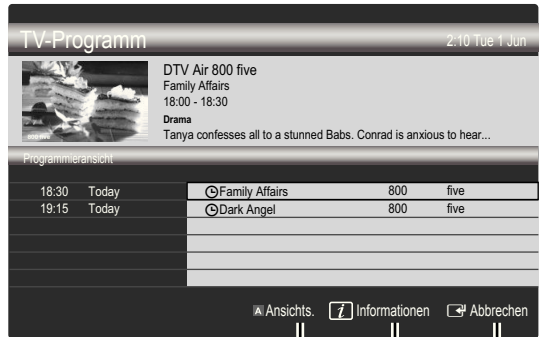 TV-Programm 2:10 Tue 1 Jun
DTV Air 800 five
Family Affairs
18:00 - 18:30
Drama
Tanya confesses all to a stunned Babs. Conrad is anxious to hear...
800 five
Programmieransicht
18:30 Today Family Affairs 800 five
19:15 Today Dark Angel 800 five
A Ansichts. i Informationen Abbrechen